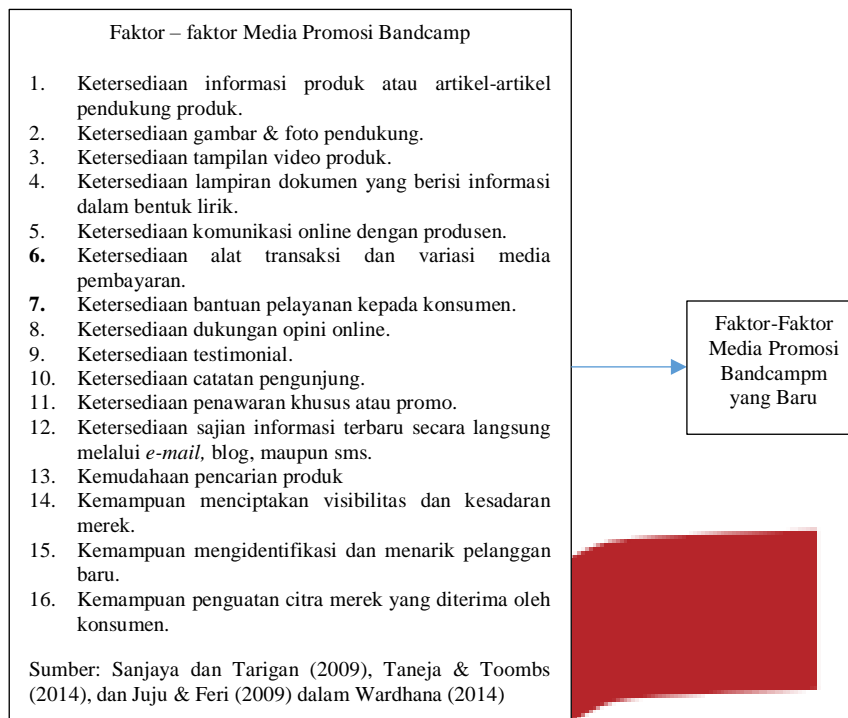 Faktor – faktor Media Promosi Bandcamp
1. Ketersediaan informasi produk atau artikel-artikel
pendukung produk.
2. Ketersediaan gambar & foto pendukung.
3. Ketersediaan tampilan video produk.
4. Ketersediaan lampiran dokumen yang berisi informasi
dalam bentuk lirik.
5. Ketersediaan komunikasi online dengan produsen.
6. Ketersediaan alat transaksi dan variasi media
pembayaran.
7. Ketersediaan bantuan pelayanan kepada konsumen.
8. Ketersediaan dukungan opini online.
9. Ketersediaan testimonial.
10. Ketersediaan catatan pengunjung.
11. Ketersediaan penawaran khusus atau promo.
12. Ketersediaan sajian informasi terbaru secara langsung
melalui e-mail, blog, maupun sms.
13. Kemudahaan pencarian produk
14. Kemampuan menciptakan visibilitas dan kesadaran
merek.
15. Kemampuan mengidentifikasi dan menarik pelanggan
baru.
16. Kemampuan penguatan citra merek yang diterima oleh
konsumen.
Sumber: Sanjaya dan Tarigan (2009), Taneja & Toombs
(2014), dan Juju & Feri (2009) dalam Wardhana (2014)
Faktor-Faktor
Media Promosi
Bandcampm
yang Baru